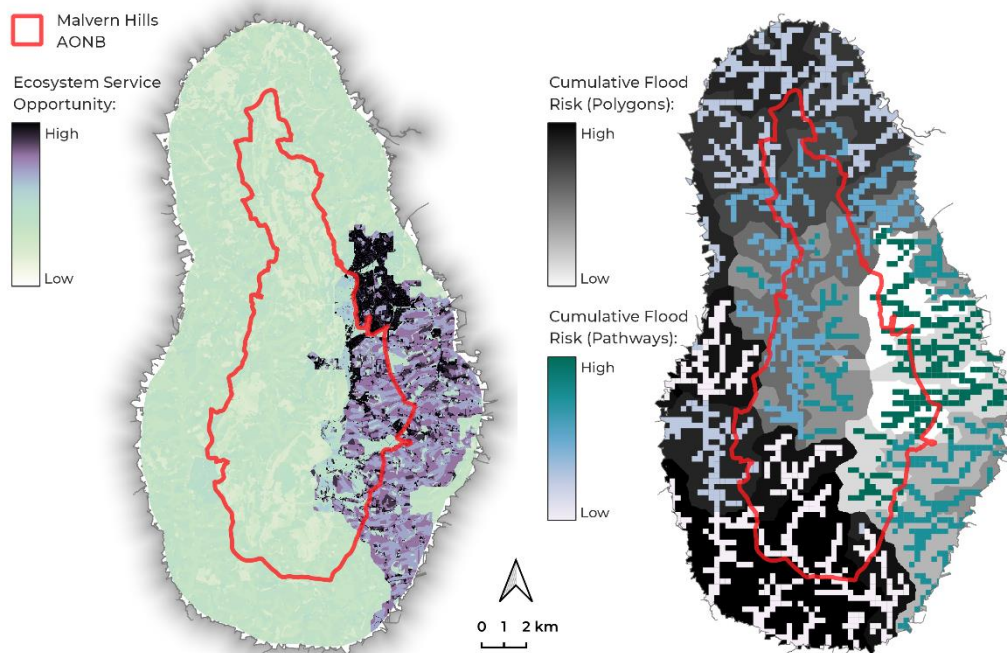 Malvern Hills
AONB
Ecosystem Service
Opportunity:
High
Low
Cumulative Flood
Risk (Polygons):
High
Low
Cumulative Flood
Risk (Pathways):
High
Low
0 1 2 km